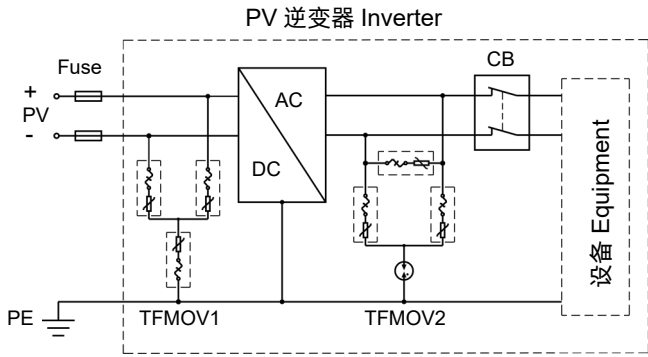 PV 逆变器 Inverter
Fuse
CB
+
PV
-
AC
DC
设备 Equipment
PE
TFMOV1
TFMOV2